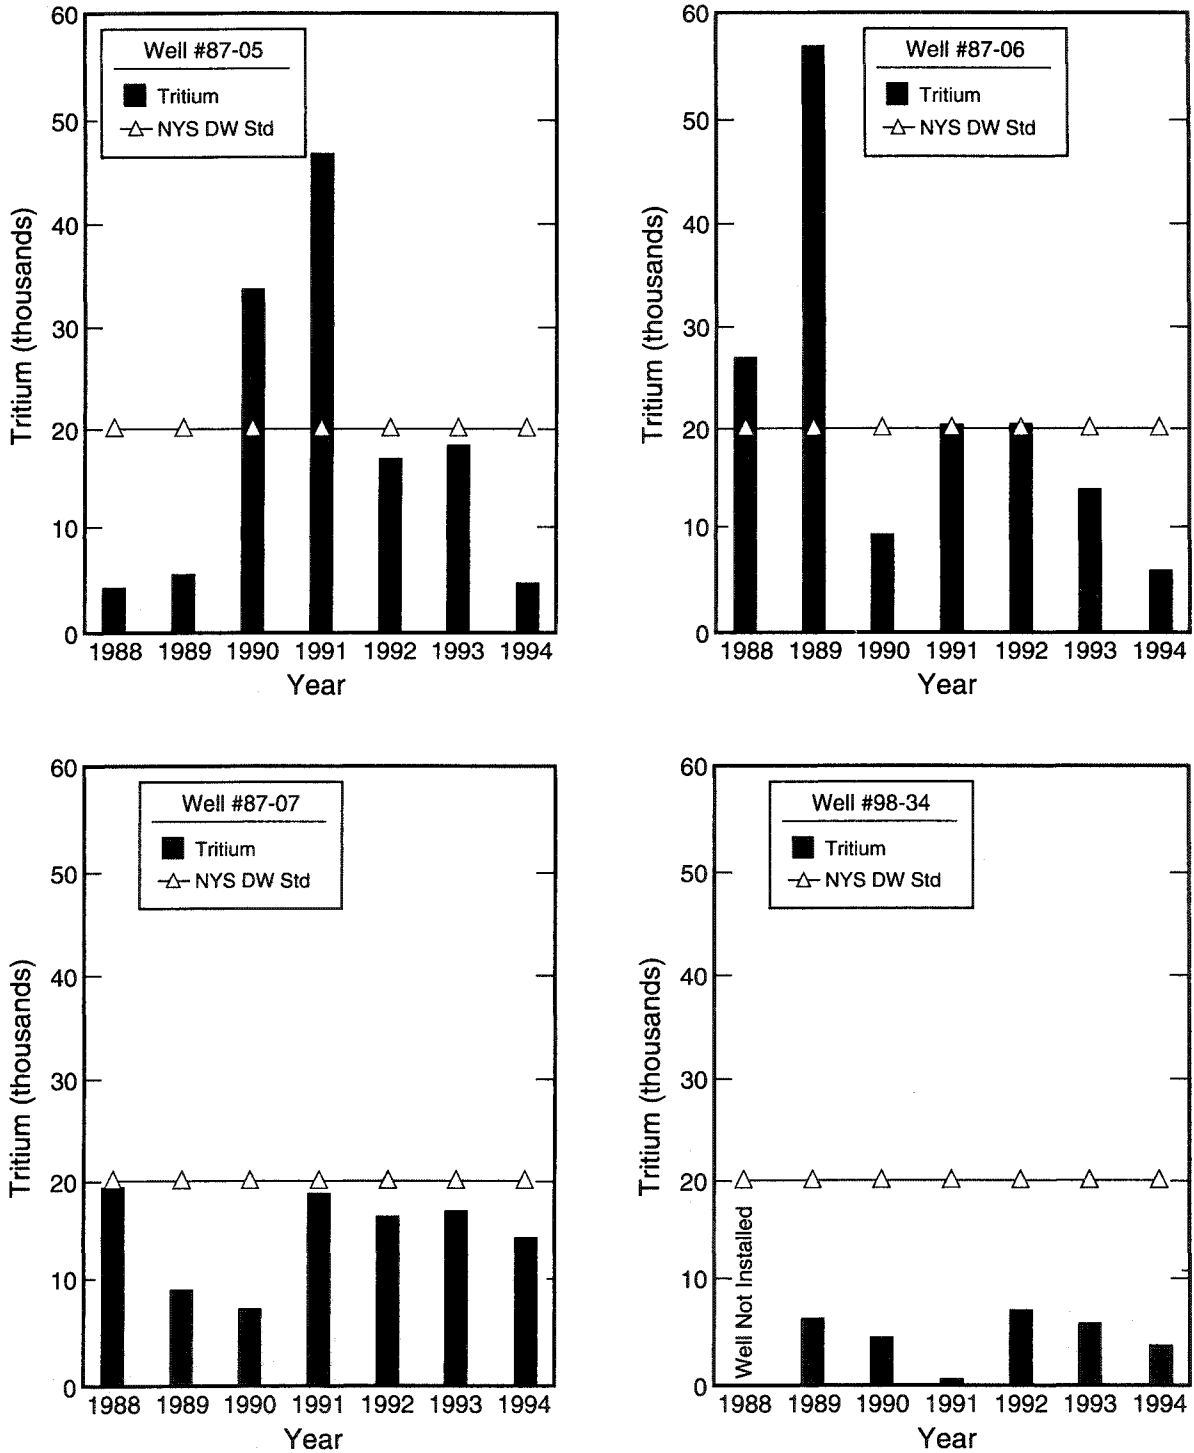 Well #87-05
Tritium
NYS DW Std
Tritium (thousands)
60
50
40
30
20
10
0
1988 1989 1990 1991 1992 1993 1994
Year
Well #87-06
Tritium
NYS DW Std
Tritium (thousands)
60
50
40
30
20
10
0
1988 1989 1990 1991 1992 1993 1994
Year
Well #87-07
Tritium
NYS DW Std
Tritium (thousands)
60
50
40
30
20
10
0
1988 1989 1990 1991 1992 1993 1994
Year
Well #98-34
Tritium
NYS DW Std
Tritium (thousands)
60
50
40
30
20
10
0
Well Not Installed
1988 1989 1990 1991 1992 1993 1994
Year